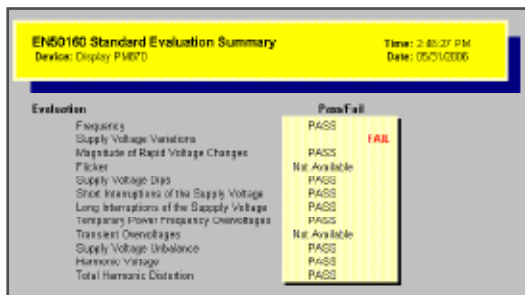 EN50160 Standard Evaluation Summary Time: 2:48:27 PM
Device: Display PM870 Date: 05/31/2006
Evaluation Pass/Fail
Frequency PASS
Supply Voltage Variations FAIL
Magnitude of Rapid Voltage Changes PASS
Flicker Not Available
Supply Voltage Dips PASS
Short Interruptions of the Supply Voltage PASS
Long Interruptions of the Suppply Voltage PASS
Temporary Power Frequency Overvoltages PASS
Transient Overvoltages Not Available
Supply Voltage Unbalance PASS
Harmonic Voltage PASS
Total Harmonic Distortion PASS